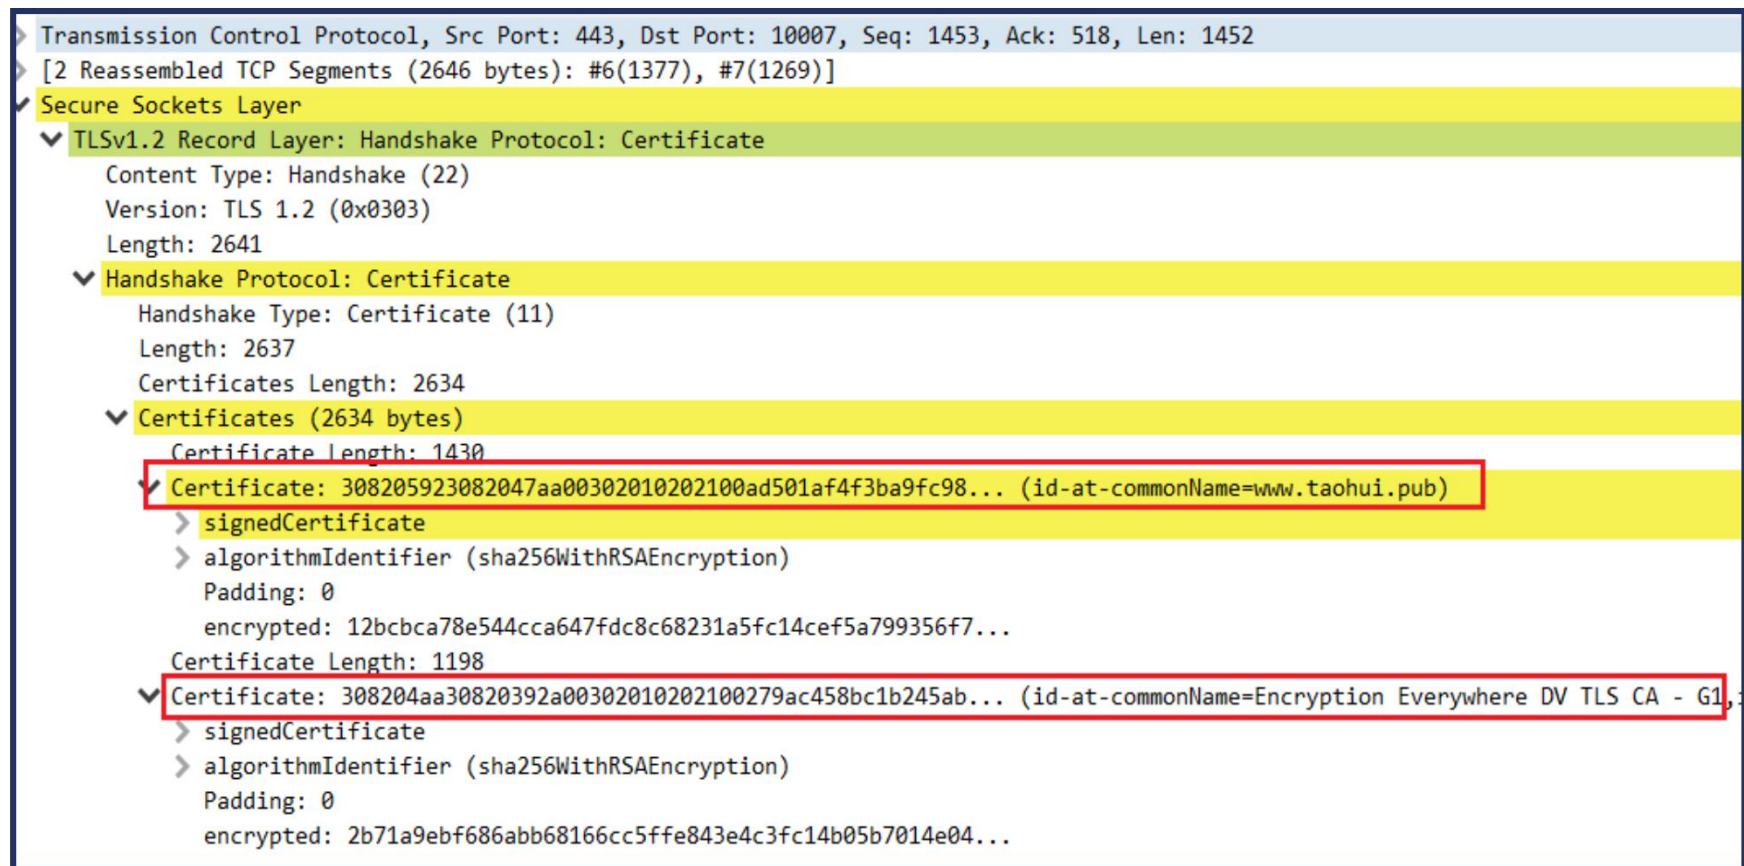 Transmission Control Protocol, Src Port: 443, Dst Port: 10007, Seq: 1453, Ack: 518, Len: 1452
[2 Reassembled TCP Segments (2646 bytes): #6(1377), #7(1269)]
Secure Sockets Layer
TLSv1.2 Record Layer: Handshake Protocol: Certificate
Content Type: Handshake (22)
Version: TLS 1.2 (0x0303)
Length: 2641
Handshake Protocol: Certificate
Handshake Type: Certificate (11)
Length: 2637
Certificates Length: 2634
Certificates (2634 bytes)
Certificate Length: 1430
Certificate: 308205923082047aa00302010202100ad501af4f3ba9fc98... (id-at-commonName=www.taohui.pub)
signedCertificate
algorithmIdentifier (sha256WithRSAEncryption)
Padding: 0
encrypted: 12bcbca78e544cca647fdc8c68231a5fc14cef5a799356f7...
Certificate Length: 1198
Certificate: 308204aa30820392a00302010202100279ac458bc1b245ab... (id-at-commonName=Encryption Everywhere DV TLS CA - G1,
signedCertificate
algorithmIdentifier (sha256WithRSAEncryption)
Padding: 0
encrypted: 2b71a9ebf686abb68166cc5ffe843e4c3fc14b05b7014e04...